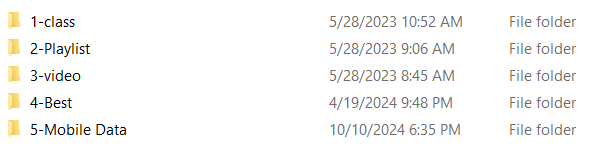 1-class 5/28/2023 10:52 AM File folder
2-Playlist 5/28/2023 9:06 AM File folder
3-video 5/28/2023 8:45 AM File folder
4-Best 4/19/2024 9:48 PM File folder
5-Mobile Data 10/10/2024 6:35 PM File folder